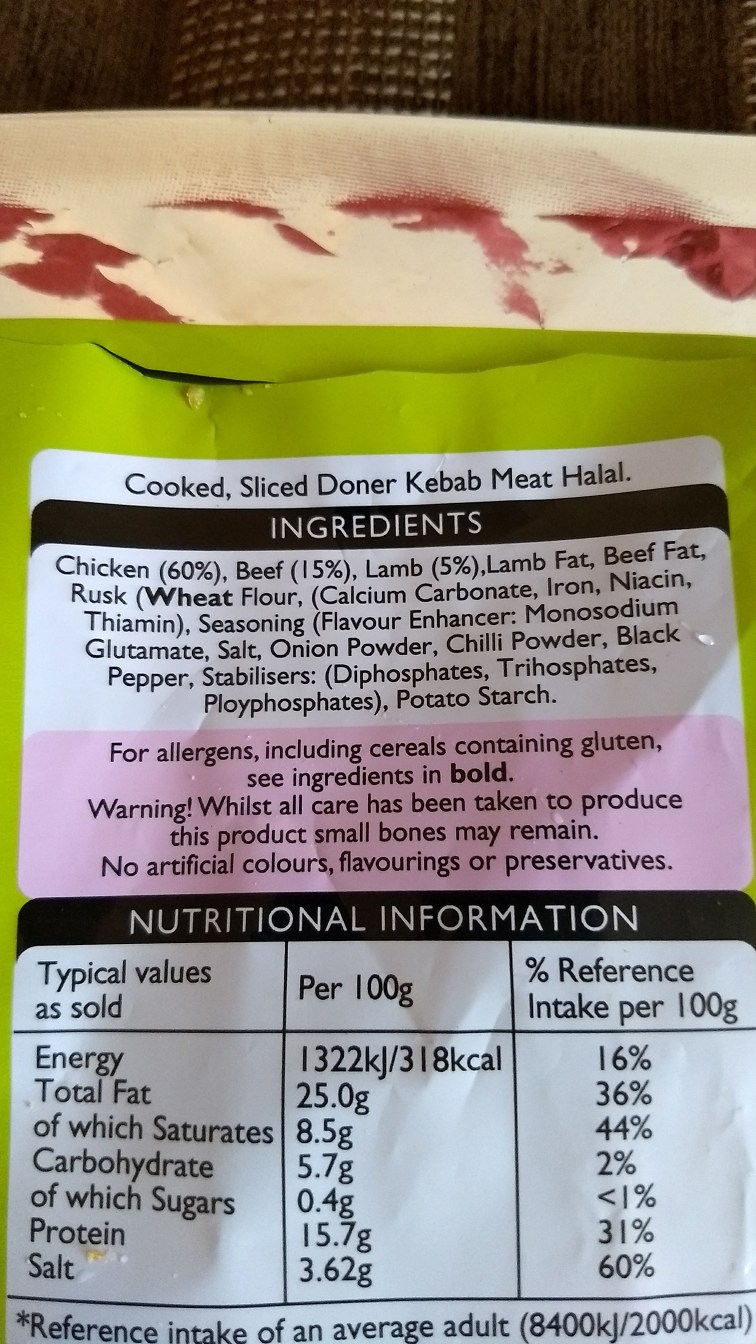 Cooked, Sliced Doner Kebab Meat Halal.
INGREDIENTS
Chicken (60%), Beef (15%), Lamb (5%),Lamb Fat, Beef Fat,
Rusk (Wheat Flour, (Calcium Carbonate, Iron, Niacin,
Thiamin), Seasoning (Flavour Enhancer: Monosodium
Glutamate, Salt, Onion Powder, Chilli Powder, Black
Pepper, Stabilisers: (Diphosphates, Trihosphates,
Ployphosphates), Potato Starch.
For allergens, including cereals containing gluten,
see ingredients in bold.
Warning! Whilst all care has been taken to produce
this product small bones may remain.
No artificial colours, flavourings or preservatives.
NUTRITIONAL INFORMATION
Typical values as sold Per 100g % Reference Intake per 100g
Energy 1322kJ/318kcal 16%
Total Fat 25.0g 36%
of which Saturates 8.5g 44%
Carbohydrate 5.7g 2%
of which Sugars 0.4g <1%
Protein 15.7g 31%
Salt 3.62g 60%
*Reference intake of an average adult (8400kJ/2000kcal)